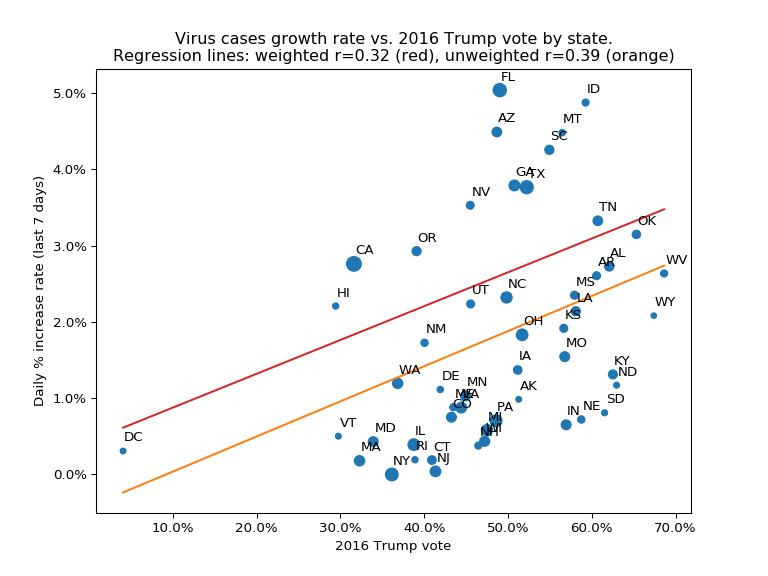 Virus cases growth rate vs. 2016 Trump vote by state.
Regression lines: weighted r=0.32 (red), unweighted r=0.39 (orange)
Daily % increase rate (last 7 days)
5.0%
4.0%
3.0%
2.0%
1.0%
0.0%
FL
ID
AZ
MT
SC
GA
TX
NV
TN
OK
CA
OR
AL
AR
WV
HI
UT
NC
MS
LA
WY
NM
OH
KS
MO
WA
IA
KY
ND
DE
MN
AK
ME
VA
CO
PA
IN
NE
SD
MI
WI
NH
DC
VT
MD
IL
MA
RI
CT
NY
NJ
10.0%
20.0%
30.0%
40.0%
50.0%
60.0%
70.0%
2016 Trump vote